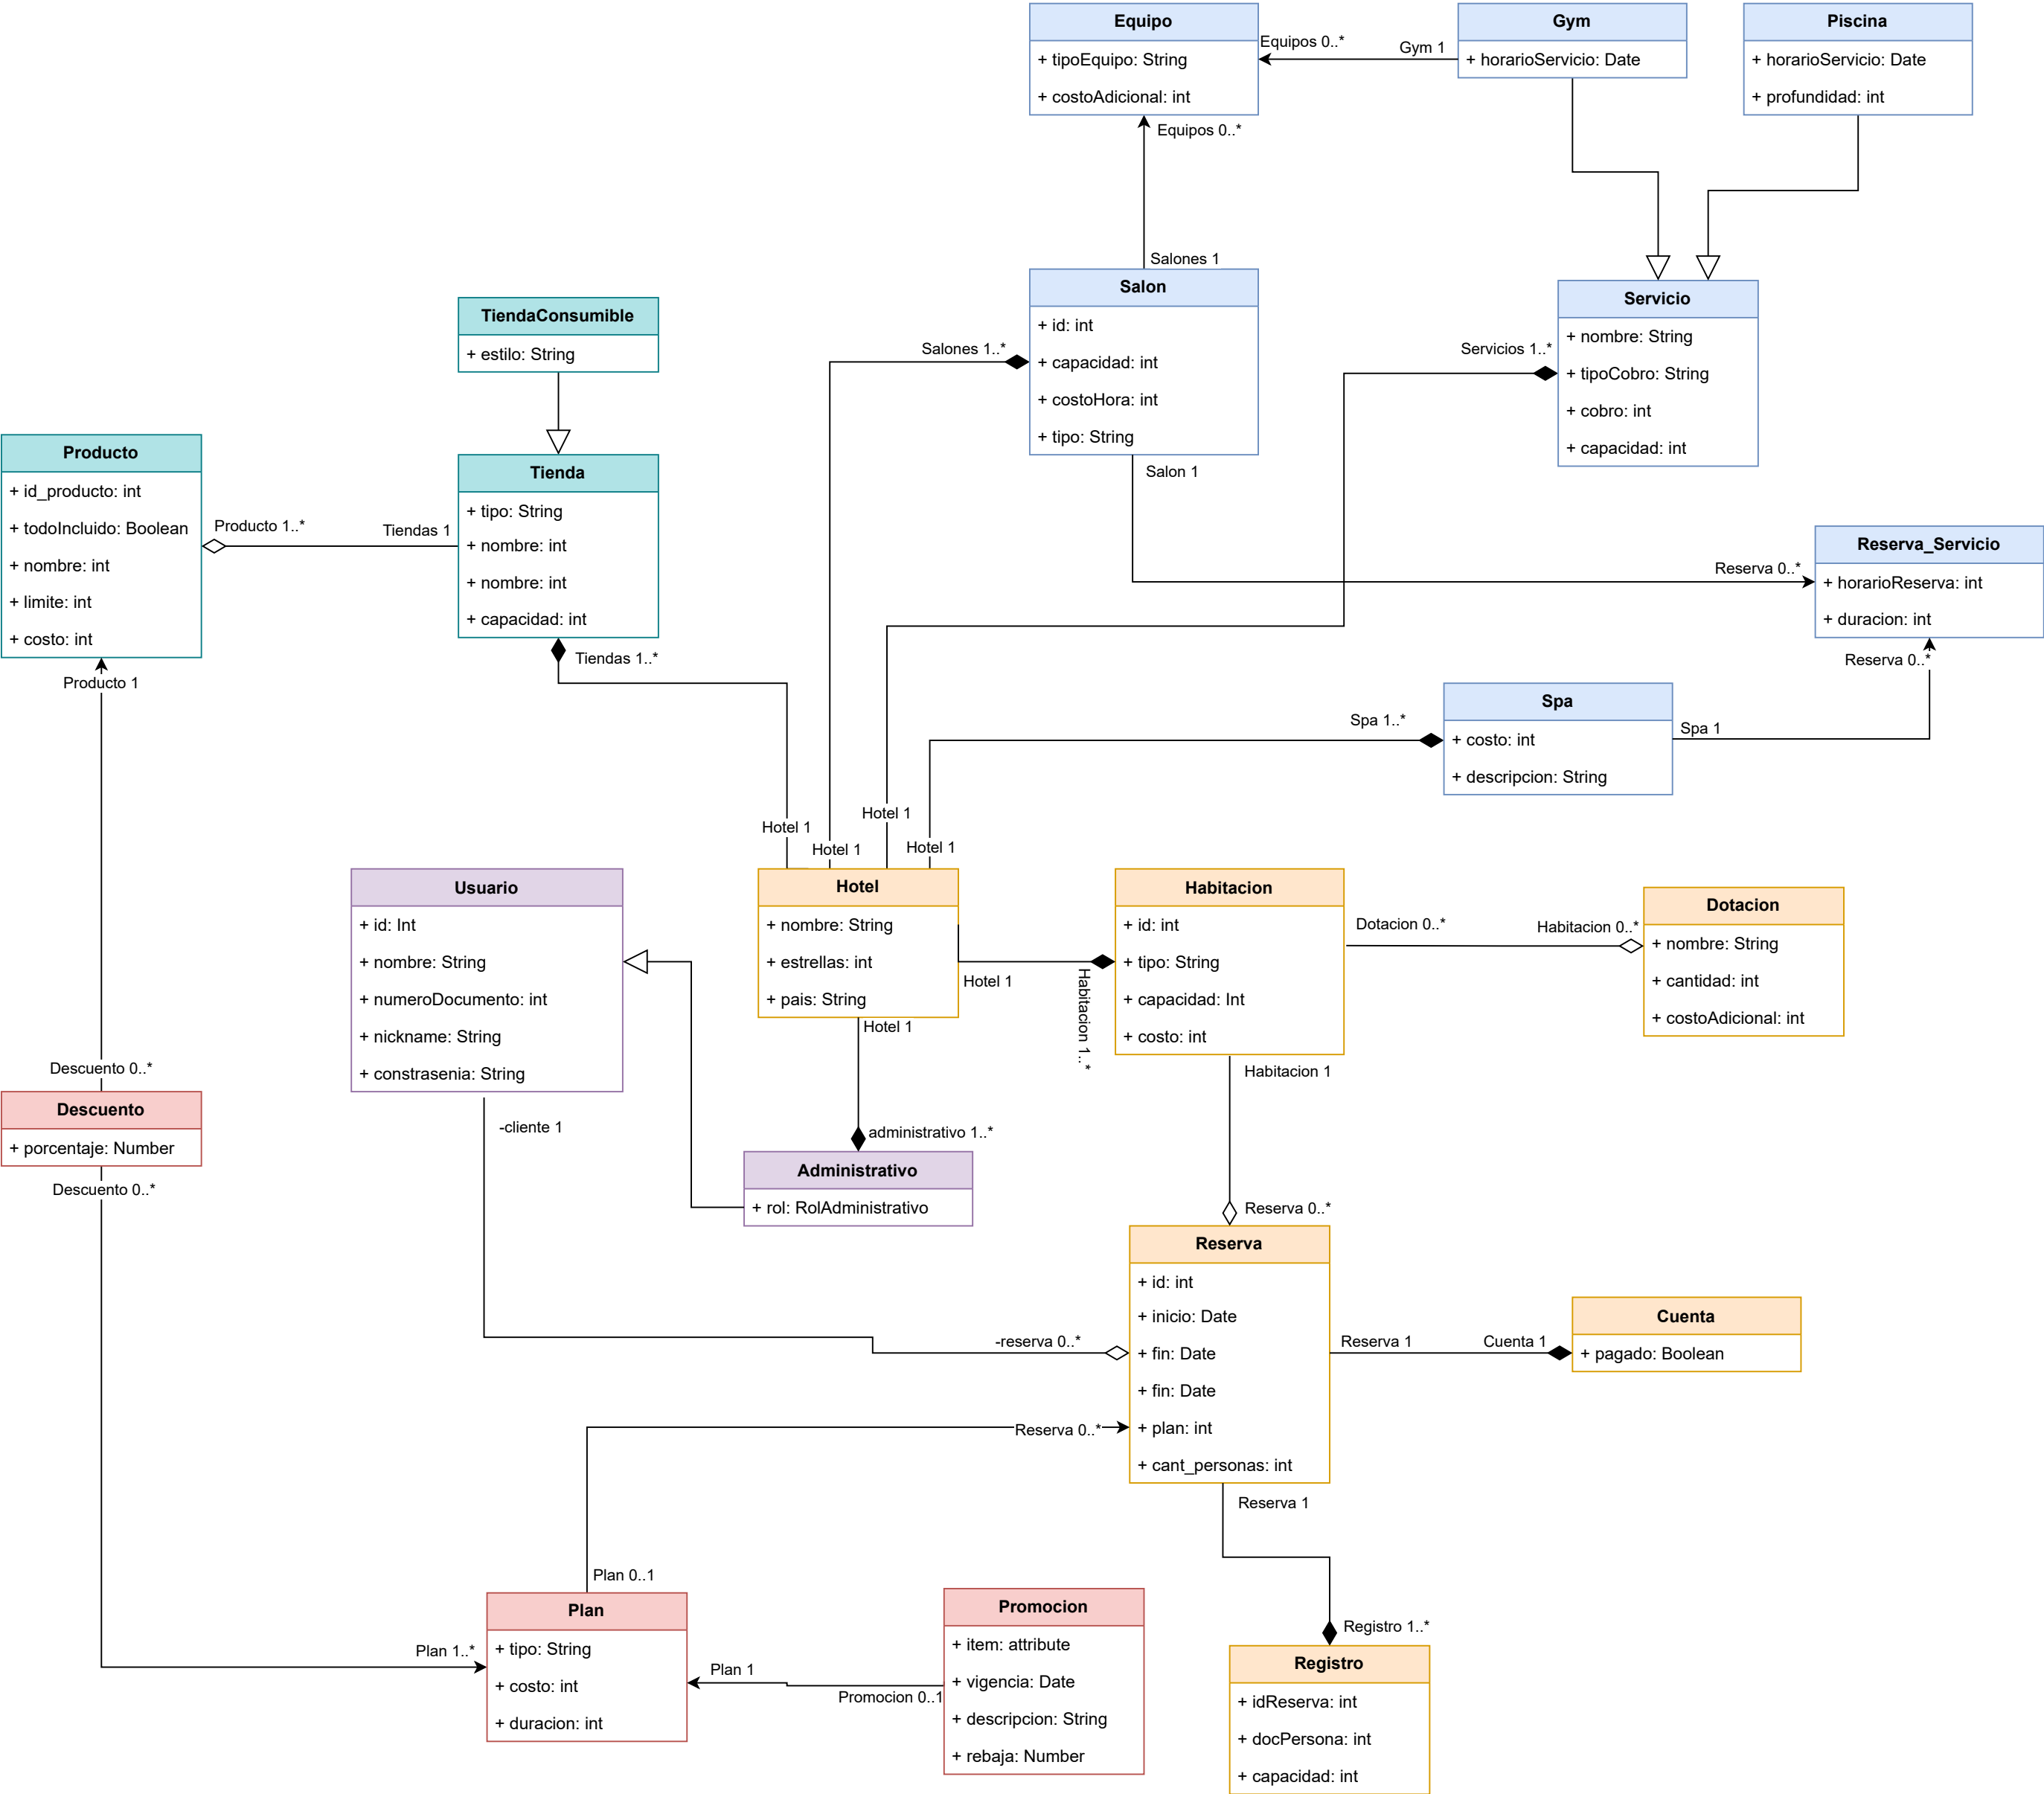 Equipo
+ tipoEquipo: String
+ costoAdicional: int
Equipos 0..*
Gym 1
Gym
+ horarioServicio: Date
Piscina
+ horarioServicio: Date
+ profundidad: int
Equipos 0..*
Salones 1
Salon
+ id: int
+ capacidad: int
+ costoHora: int
+ tipo: String
Salones 1..*
Salon 1
Servicio
+ nombre: String
+ tipoCobro: String
+ cobro: int
+ capacidad: int
Servicios 1..*
TiendaConsumible
+ estilo: String
Producto
+ id_producto: int
+ todoIncluido: Boolean
+ nombre: int
+ limite: int
+ costo: int
Producto 1..*
Tiendas 1
Tienda
+ tipo: String
+ nombre: int
+ nombre: int
+ capacidad: int
Tiendas 1..*
Producto 1
Reserva 0..*
Reserva_Servicio
+ horarioReserva: int
+ duracion: int
Reserva 0..*
Spa 1..*
Spa
+ costo: int
+ descripcion: String
Spa 1
Hotel 1
Hotel 1
Hotel 1
Hotel 1
Usuario
+ id: Int
+ nombre: String
+ numeroDocumento: int
+ nickname: String
+ constrasenia: String
-cliente 1
Hotel
+ nombre: String
+ estrellas: int
+ pais: String
Hotel 1
Hotel 1
Habitacion 1..*
Habitacion
+ id: int
+ tipo: String
+ capacidad: Int
+ costo: int
Dotacion 0..*
Habitacion 0..*
Dotacion
+ nombre: String
+ cantidad: int
+ costoAdicional: int
Habitacion 1
Descuento 0..*
Descuento
+ porcentaje: Number
Descuento 0..*
administrativo 1..*
Administrativo
+ rol: RolAdministrativo
Reserva 0..*
Reserva
+ id: int
+ inicio: Date
+ fin: Date
+ fin: Date
+ plan: int
+ cant_personas: int
-reserva 0..*
Reserva 0..*
Reserva 1
Cuenta 1
Cuenta
+ pagado: Boolean
Reserva 1
Plan 0..1
Plan
+ tipo: String
+ costo: int
+ duracion: int
Plan 1..*
Plan 1
Promocion 0..1
Promocion
+ item: attribute
+ vigencia: Date
+ descripcion: String
+ rebaja: Number
Registro 1..*
Registro
+ idReserva: int
+ docPersona: int
+ capacidad: int